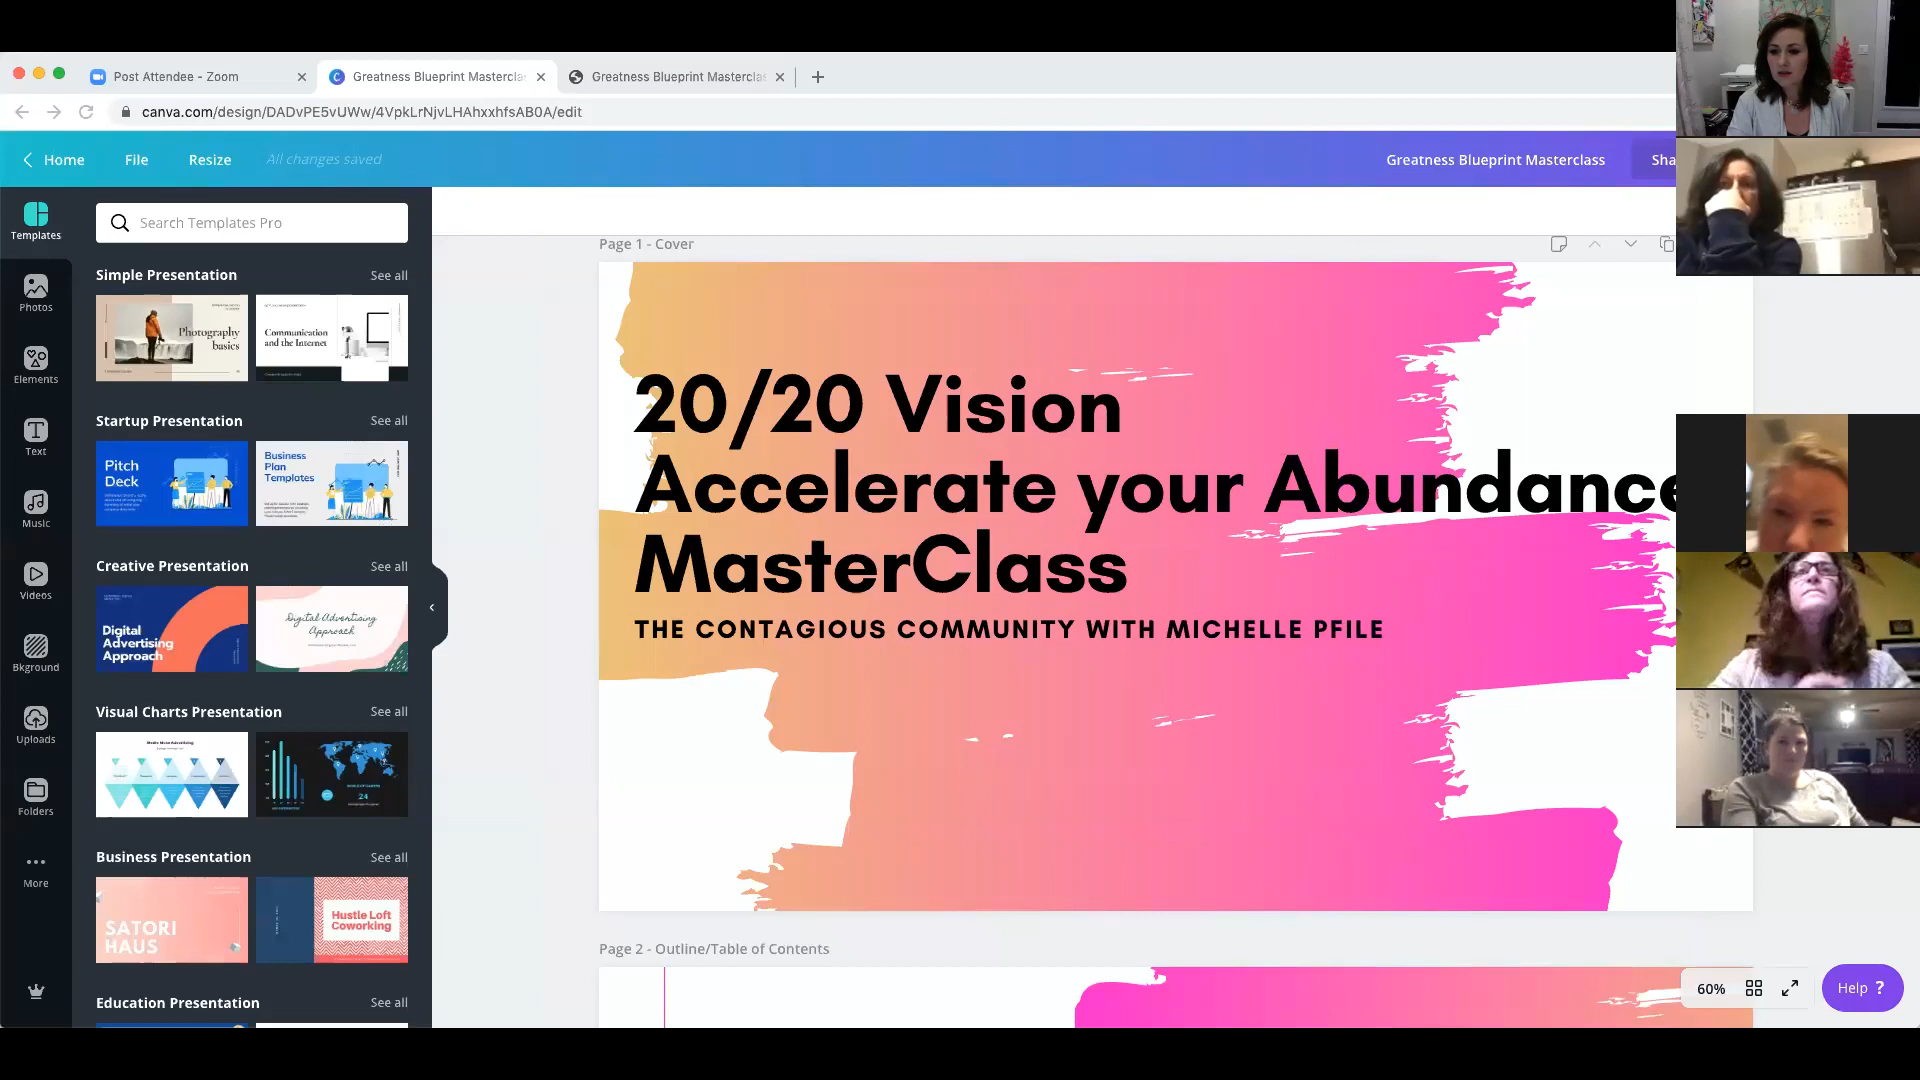 Post Attendee - Zoom
Greatness Blueprint Masterclas
Greatness Blueprint Masterclas
canva.com/design/DADvPE5vUWw/4VpkLrNjvLHAhxxhfsAB0A/edit
Home
File
Resize
All changes saved
Greatness Blueprint Masterclass
Sha
Templates
Photos
Elements
Text
Music
Videos
Bkground
Uploads
Folders
More
Search Templates Pro
Simple Presentation
See all
Photography
basics
Communication
and the Internet
Startup Presentation
See all
Pitch
Deck
Business
Plan
Templates
Creative Presentation
See all
Digital
Advertising
Approach
Digital Advertising
Approach
Visual Charts Presentation
See all
24
Business Presentation
See all
SATORI
HAUS
Hustle Loft
Coworking
Education Presentation
See all
Page 1 - Cover
20/20 Vision
Accelerate your Abundance
MasterClass
THE CONTAGIOUS COMMUNITY WITH MICHELLE PFILE
Page 2 - Outline/Table of Contents
60%
Help ?